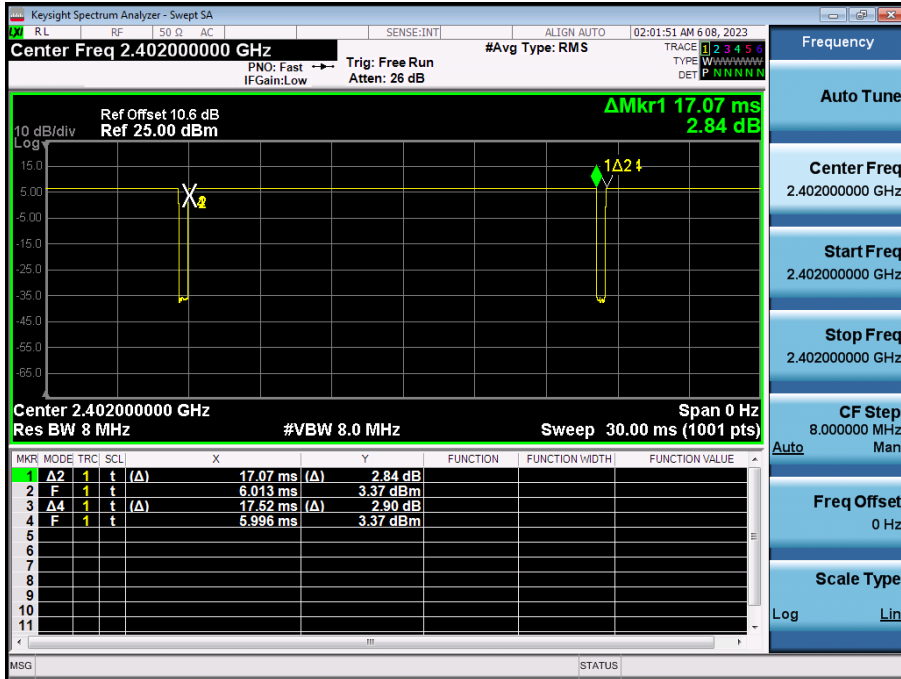 Keysight Spectrum Analyzer - Swept SA
LXI RL RF 50 Ω AC SENSE:INT ALIGN AUTO 02:01:51 AM 6 08, 2023
Center Freq 2.402000000 GHz #Avg Type: RMS TRACE 1 2 3 4 5 6
PNO: Fast Trig: Free Run TYPE WWWWWW
IFGain:Low Atten: 26 dB DET P N N N N N
ΔMkr1 17.07 ms
2.84 dB
Ref Offset 10.6 dB
10 dB/div Ref 25.00 dBm
Log
15.0
5.00
-5.00
-15.0
-25.0
-35.0
-45.0
-55.0
-65.0
1Δ2
Center 2.402000000 GHz Span 0 Hz
Res BW 8 MHz #VBW 8.0 MHz Sweep 30.00 ms (1001 pts)
MKR MODE TRC SCL X Y FUNCTION FUNCTION WIDTH FUNCTION VALUE
1 Δ2 1 t (Δ) 17.07 ms (Δ) 2.84 dB
2 F 1 t 6.013 ms 3.37 dBm
3 Δ4 1 t (Δ) 17.52 ms (Δ) 2.90 dB
4 F 1 t 5.996 ms 3.37 dBm
5
6
7
8
9
10
11
MSG STATUS
Frequency
Auto Tune
Center Freq
2.402000000 GHz
Start Freq
2.402000000 GHz
Stop Freq
2.402000000 GHz
CF Step
8.000000 MHz
Auto Man
Freq Offset
0 Hz
Scale Type
Log Lin